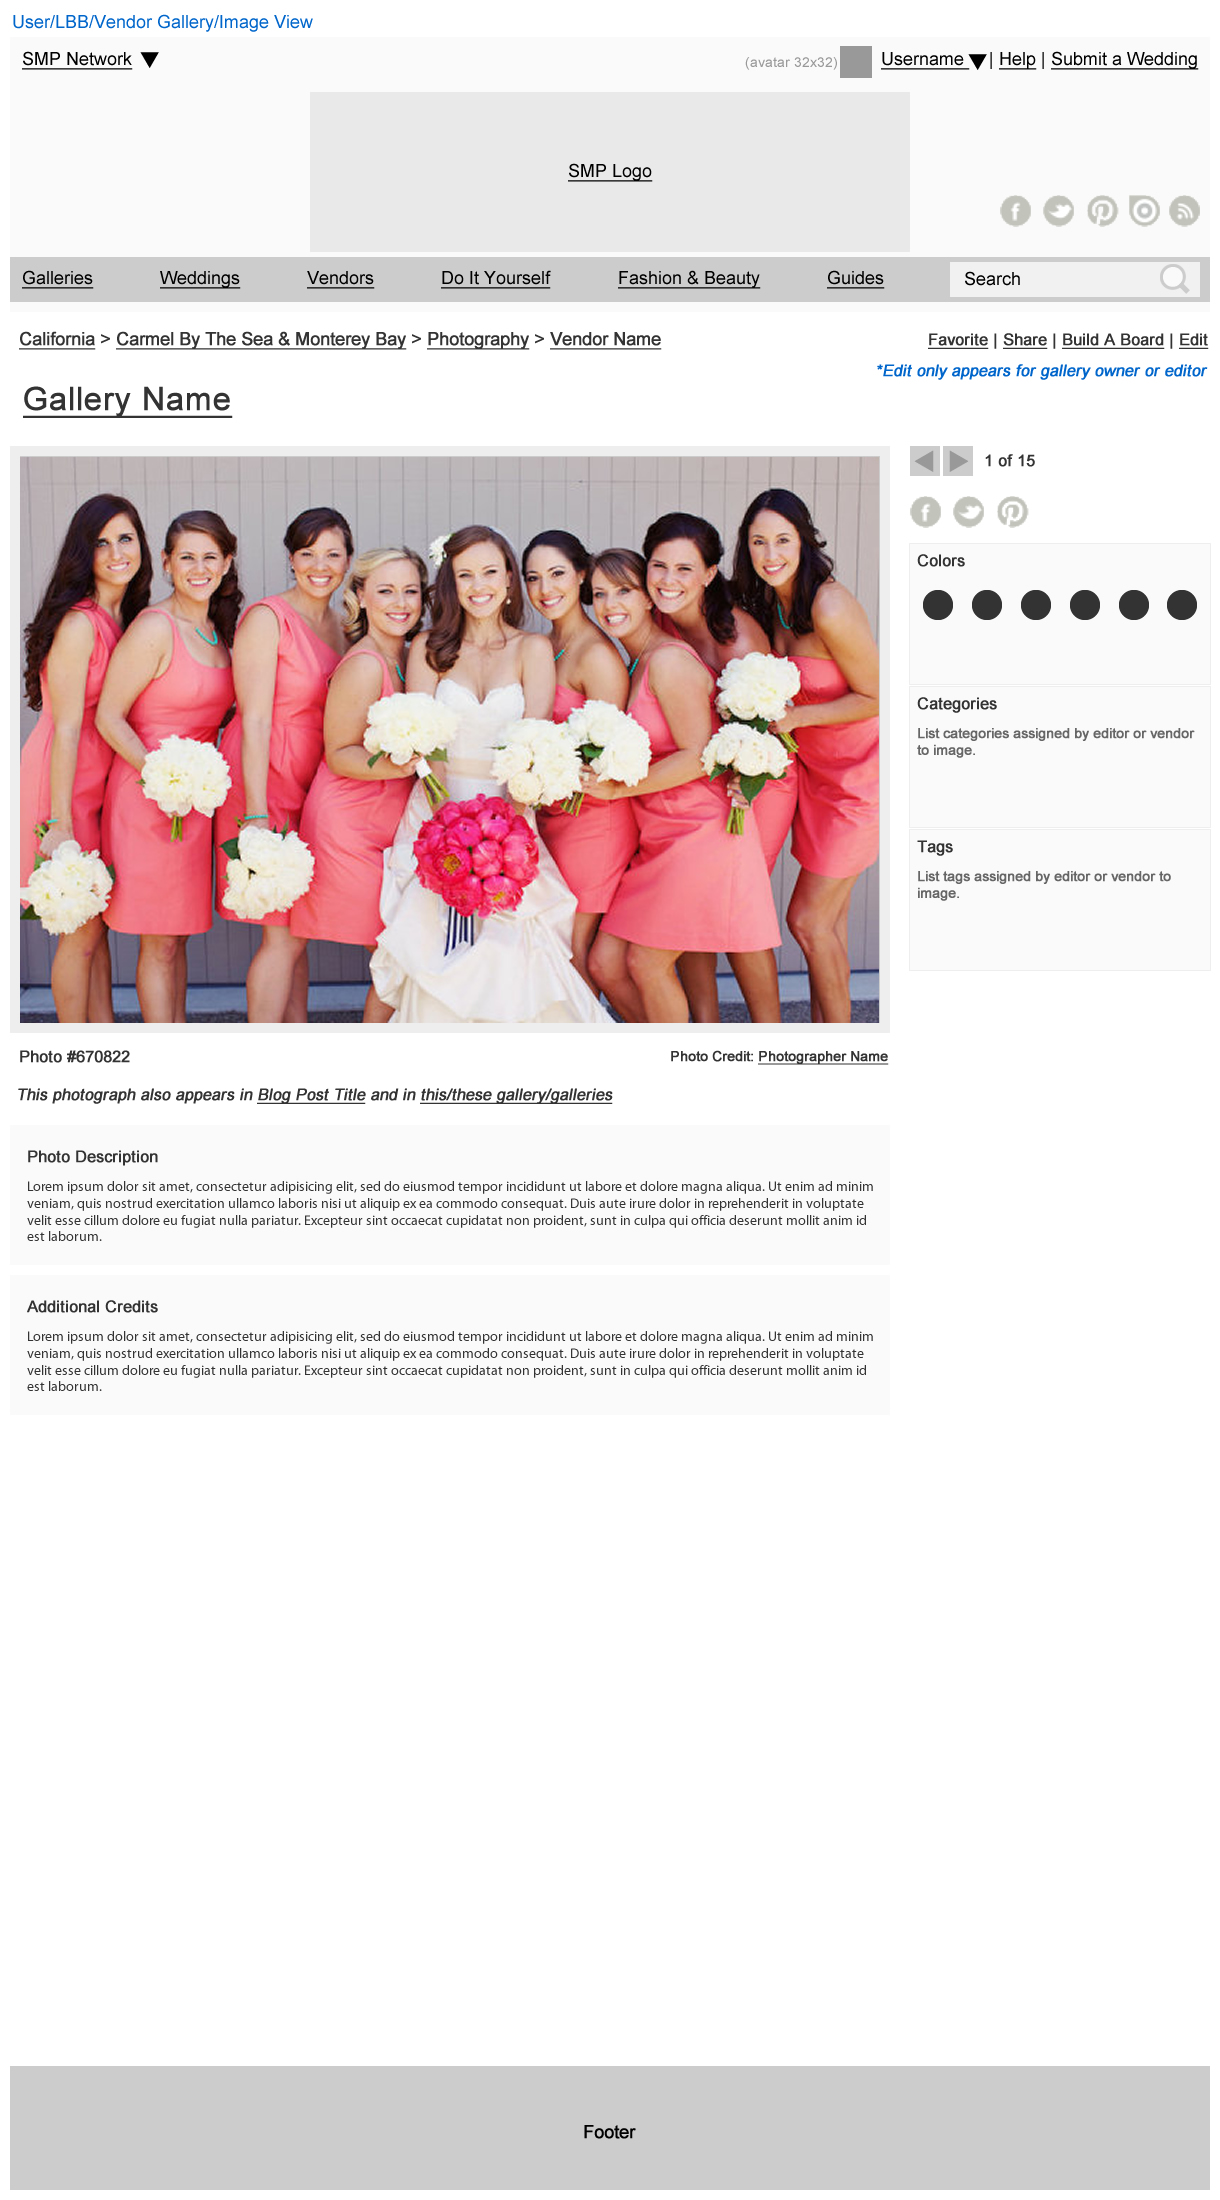 User/LBB/Vendor Gallery/Image View
SMP Network
(avatar 32x32)
Username | Help | Submit a Wedding
SMP Logo
Galleries Weddings Vendors Do It Yourself Fashion & Beauty Guides Search
California > Carmel By The Sea & Monterey Bay > Photography > Vendor Name
Favorite | Share | Build A Board | Edit
*Edit only appears for gallery owner or editor
Gallery Name
1 of 15
Colors
Categories
List categories assigned by editor or vendor
to image.
Tags
List tags assigned by editor or vendor to
image.
Photo #670822
Photo Credit: Photographer Name
This photograph also appears in Blog Post Title and in this/these gallery/galleries
Photo Description
Lorem ipsum dolor sit amet, consectetur adipisicing elit, sed do eiusmod tempor incididunt ut labore et dolore magna aliqua. Ut enim ad minim
veniam, quis nostrud exercitation ullamco laboris nisi ut aliquip ex ea commodo consequat. Duis aute irure dolor in reprehenderit in voluptate
velit esse cillum dolore eu fugiat nulla pariatur. Excepteur sint occaecat cupidatat non proident, sunt in culpa qui officia deserunt mollit anim id
est laborum.
Additional Credits
Lorem ipsum dolor sit amet, consectetur adipisicing elit, sed do eiusmod tempor incididunt ut labore et dolore magna aliqua. Ut enim ad minim
veniam, quis nostrud exercitation ullamco laboris nisi ut aliquip ex ea commodo consequat. Duis aute irure dolor in reprehenderit in voluptate
velit esse cillum dolore eu fugiat nulla pariatur. Excepteur sint occaecat cupidatat non proident, sunt in culpa qui officia deserunt mollit anim id
est laborum.
Footer